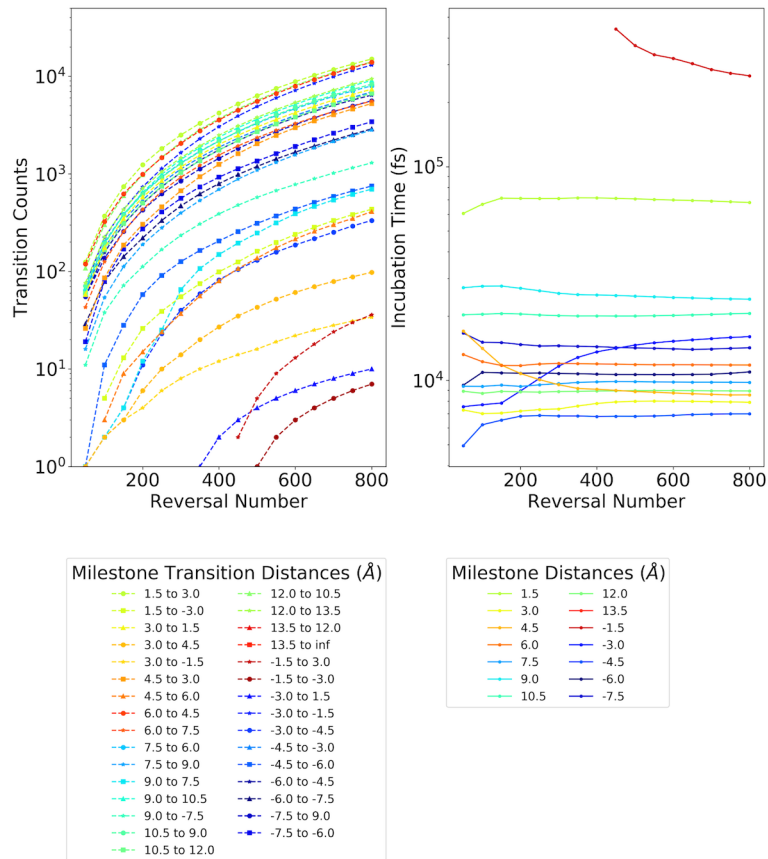 10^4
10^3
10^2
10^1
10^0
Transition Counts
200 400 600 800
Reversal Number
10^5
10^4
Incubation Time (fs)
200 400 600 800
Reversal Number
Milestone Transition Distances (Å)
1.5 to 3.0
1.5 to -3.0
3.0 to 1.5
3.0 to 4.5
3.0 to -1.5
4.5 to 3.0
4.5 to 6.0
6.0 to 4.5
6.0 to 7.5
7.5 to 6.0
7.5 to 9.0
9.0 to 7.5
9.0 to 10.5
9.0 to -7.5
10.5 to 9.0
10.5 to 12.0
12.0 to 10.5
12.0 to 13.5
13.5 to 12.0
13.5 to inf
-1.5 to 3.0
-1.5 to -3.0
-3.0 to 1.5
-3.0 to -1.5
-3.0 to -4.5
-4.5 to -3.0
-4.5 to -6.0
-6.0 to -4.5
-6.0 to -7.5
-7.5 to 9.0
-7.5 to -6.0
Milestone Distances (Å)
1.5
3.0
4.5
6.0
7.5
9.0
10.5
12.0
13.5
-1.5
-3.0
-4.5
-6.0
-7.5